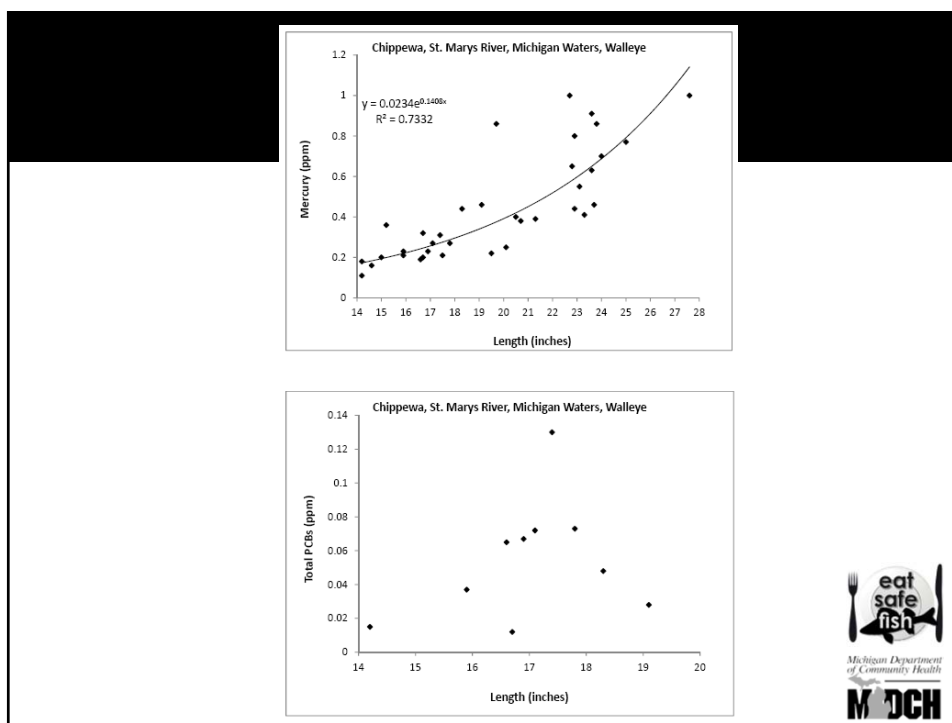 Chippewa, St. Marys River, Michigan Waters, Walleye
1.2
1
0.8
0.6
0.4
0.2
0
y = 0.0234e^0.1408x
R² = 0.7332
Mercury (ppm)
14 15 16 17 18 19 20 21 22 23 24 25 26 27 28
Length (inches)
Chippewa, St. Marys River, Michigan Waters, Walleye
0.14
0.12
0.1
0.08
0.06
0.04
0.02
0
Total PCBs (ppm)
14 15 16 17 18 19 20
Length (inches)
eat
safe
fish
Michigan Department
of Community Health
MDCH